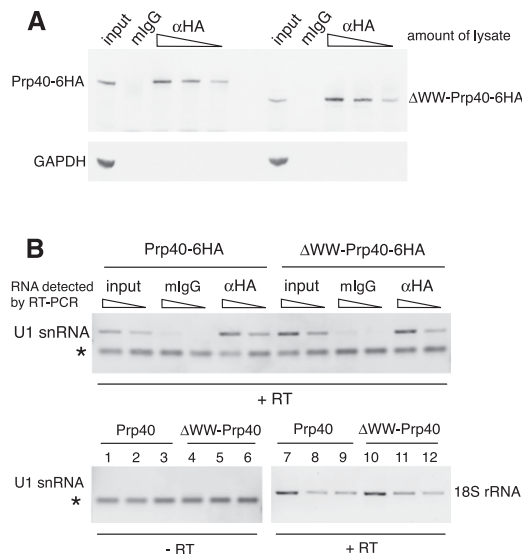 A
input mIgG αHA input mIgG αHA amount of lysate
Prp40-6HA
ΔWW-Prp40-6HA
GAPDH
B
Prp40-6HA ΔWW-Prp40-6HA
RNA detected by RT-PCR
input mIgG αHA input mIgG αHA
U1 snRNA
*
+ RT
Prp40 ΔWW-Prp40 Prp40 ΔWW-Prp40
1 2 3 4 5 6 7 8 9 10 11 12
U1 snRNA
18S rRNA
*
- RT + RT